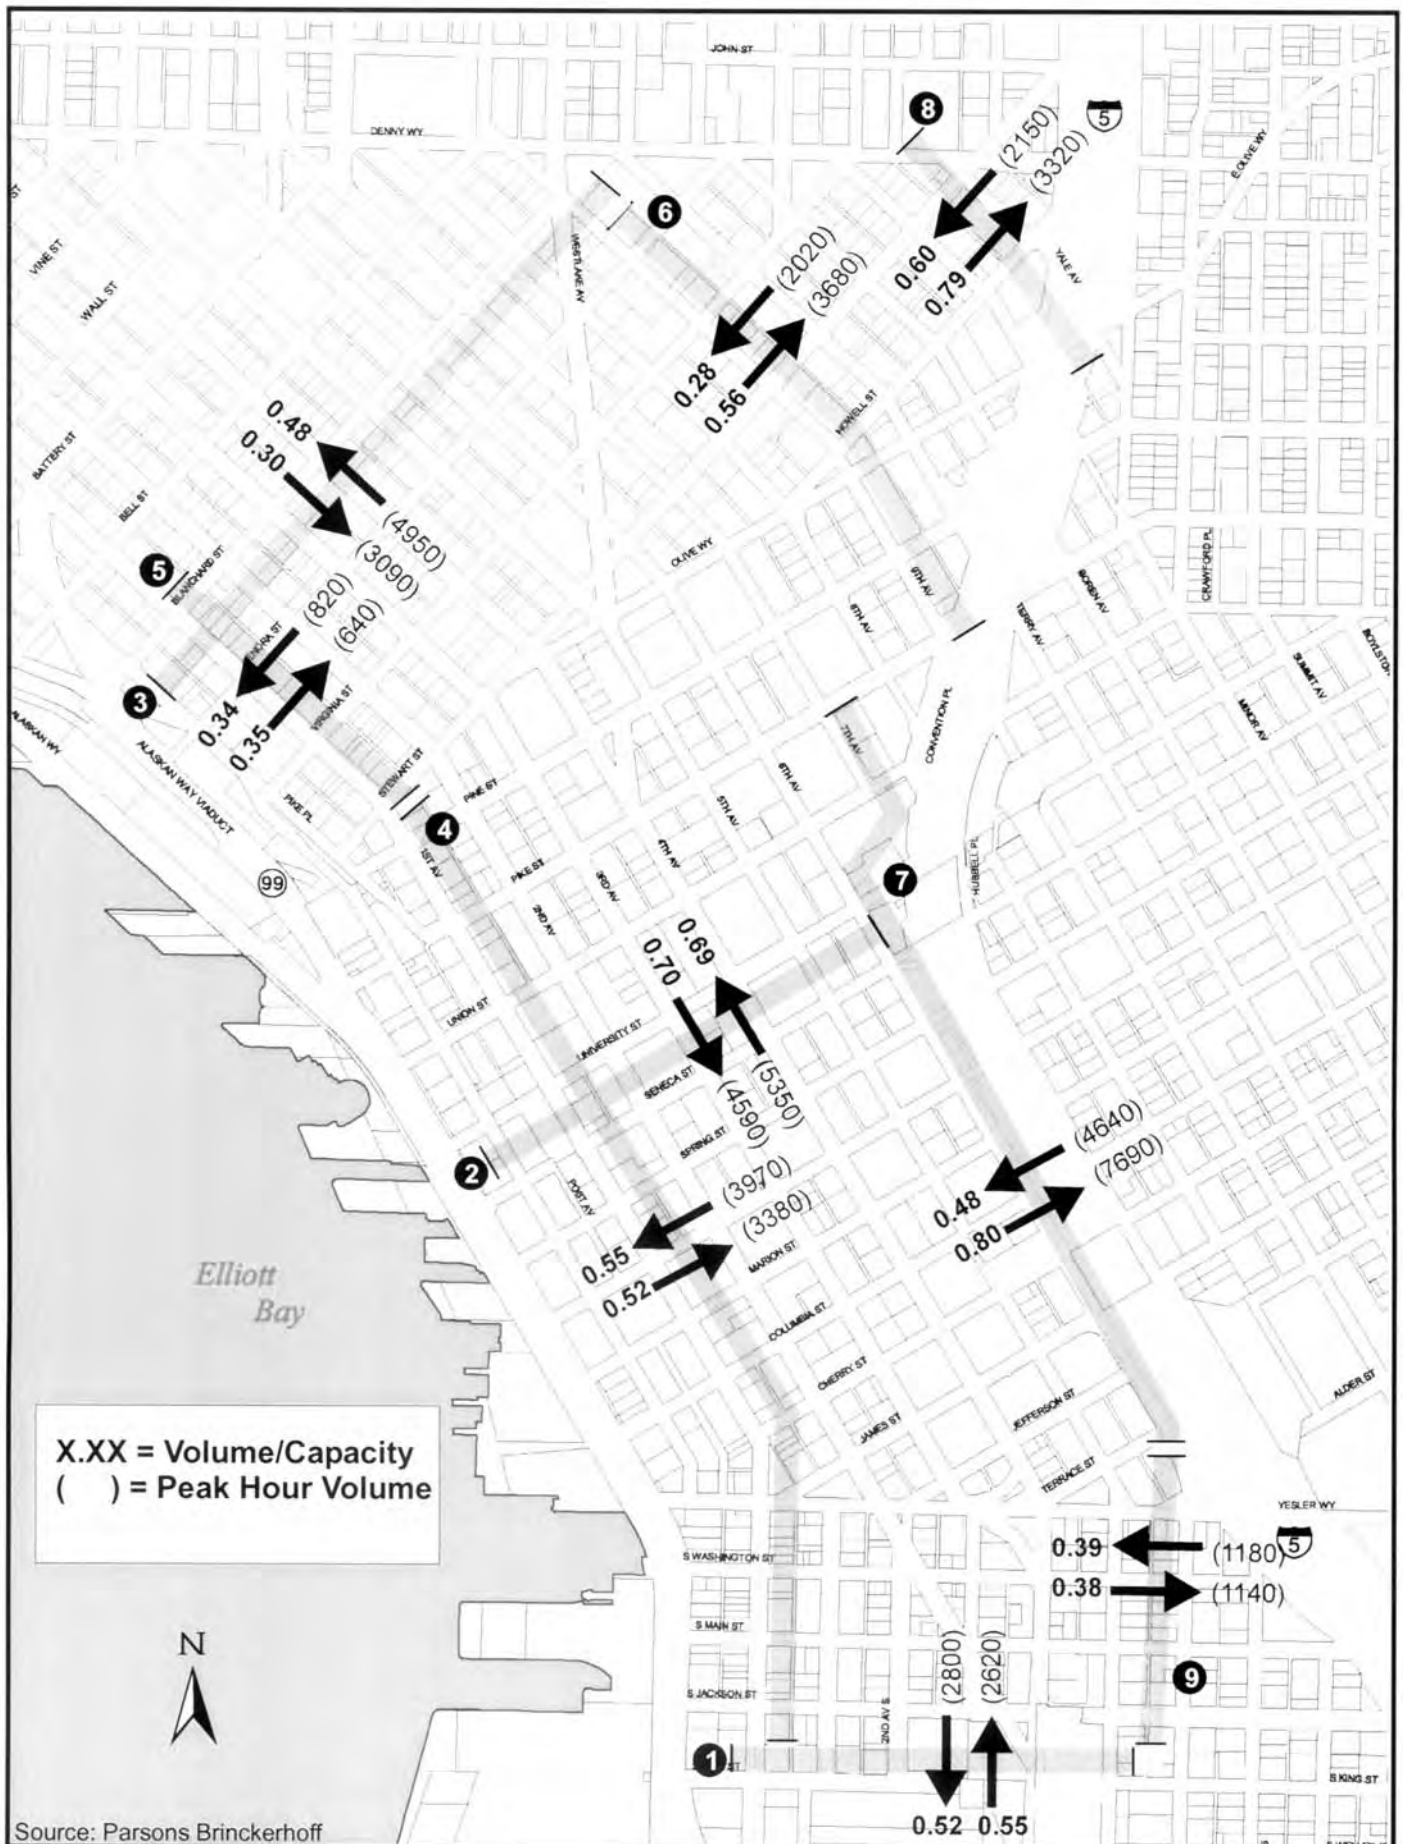 JOHN ST
8
5
DENNY WY
E OLIVE WY
(2150)
(3320)
ST
6
VINE ST
WESTLAKE AV
YALE AV
0.60
0.79
(2020)
(3680)
WALL ST
0.28
0.56
HOWELL ST
0.48
0.30
BATTERY ST
BELL ST
(4950)
(3090)
OLIVE WY
CRAWFORD PL
5
BLANCHARD ST
9TH AV
BOREN AV
8TH AV
TERRY AV
(820)
(640)
BOYLSTON
SUMMIT AV
MINOR AV
3
VIRGINIA ST
0.34
0.35
ALASKAN WY
CONVENTION PL
7TH AV
ALASKAN WAY VIADUCT
STEWART ST
PINE ST
6TH AV
PIKE PL
5TH AV
4
1ST AV
4TH AV
PIKE ST
3RD AV
HUBBELL PL
7
99
2ND AV
0.69
0.70
UNION ST
UNIVERSITY ST
SENECA ST
(5350)
(4590)
SPRING ST
2
POST AV
(3970)
(3380)
(4640)
(7690)
0.48
0.80
MARION ST
0.55
0.52
Elliott
Bay
COLUMBIA ST
CHERRY ST
ALDER ST
JEFFERSON ST
JAMES ST
X.XX = Volume/Capacity
( ) = Peak Hour Volume
TERRACE ST
YESLER WY
5
S WASHINGTON ST
0.39
(1180)
0.38
(1140)
S MAIN ST
N
(2800)
(2620)
9
S JACKSON ST
2ND AV S
1
ST
S KING ST
0.52 0.55
Source: Parsons Brinckerhoff